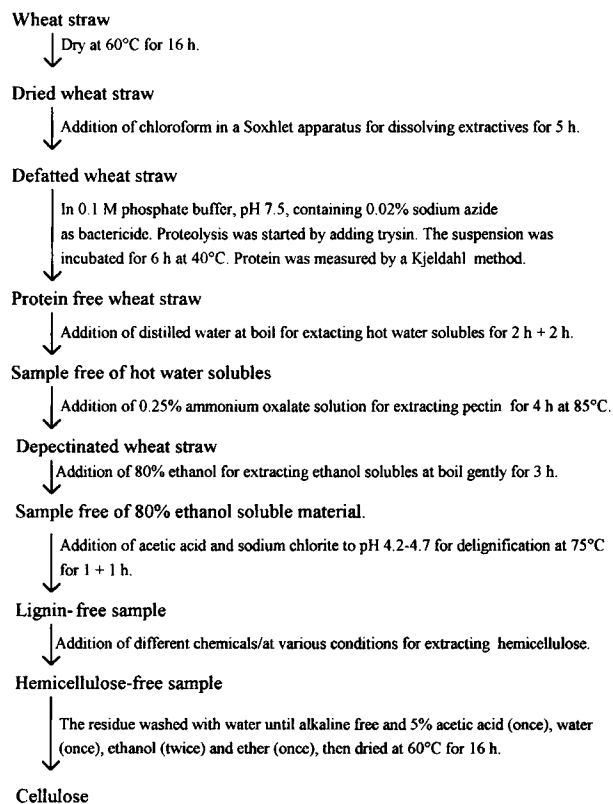 Wheat straw
Dry at 60°C for 16 h.
Dried wheat straw
Addition of chloroform in a Soxhlet apparatus for dissolving extractives for 5 h.
Defatted wheat straw
In 0.1 M phosphate buffer, pH 7.5, containing 0.02% sodium azide
as bactericide. Proteolysis was started by adding trysin. The suspension was
incubated for 6 h at 40°C. Protein was measured by a Kjeldahl method.
Protein free wheat straw
Addition of distilled water at boil for extacting hot water solubles for 2 h + 2 h.
Sample free of hot water solubles
Addition of 0.25% ammonium oxalate solution for extracting pectin for 4 h at 85°C.
Depectinated wheat straw
Addition of 80% ethanol for extracting ethanol solubles at boil gently for 3 h.
Sample free of 80% ethanol soluble material.
Addition of acetic acid and sodium chlorite to pH 4.2-4.7 for delignification at 75°C
for 1 + 1 h.
Lignin- free sample
Addition of different chemicals/at various conditions for extracting hemicellulose.
Hemicellulose-free sample
The residue washed with water until alkaline free and 5% acetic acid (once), water
(once), ethanol (twice) and ether (once), then dried at 60°C for 16 h.
Cellulose